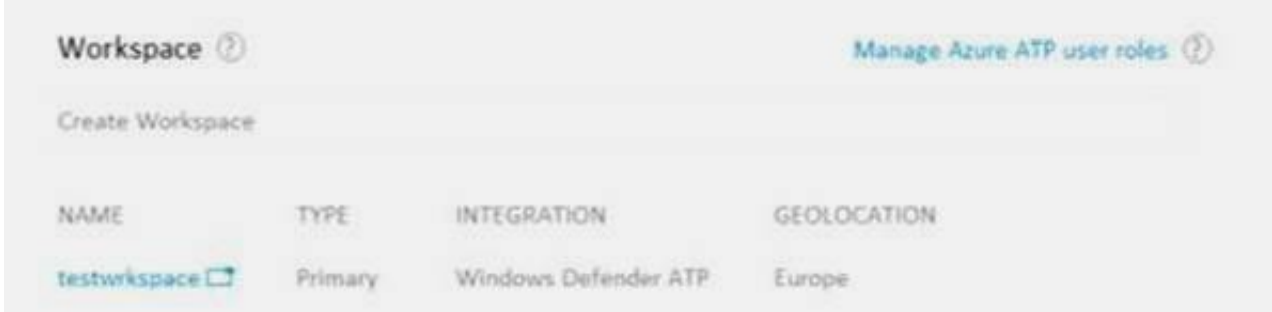 Workspace ?
Manage Azure ATP user roles ?
Create Workspace
NAME TYPE INTEGRATION GEOLOCATION
testwrkspace Primary Windows Defender ATP Europe